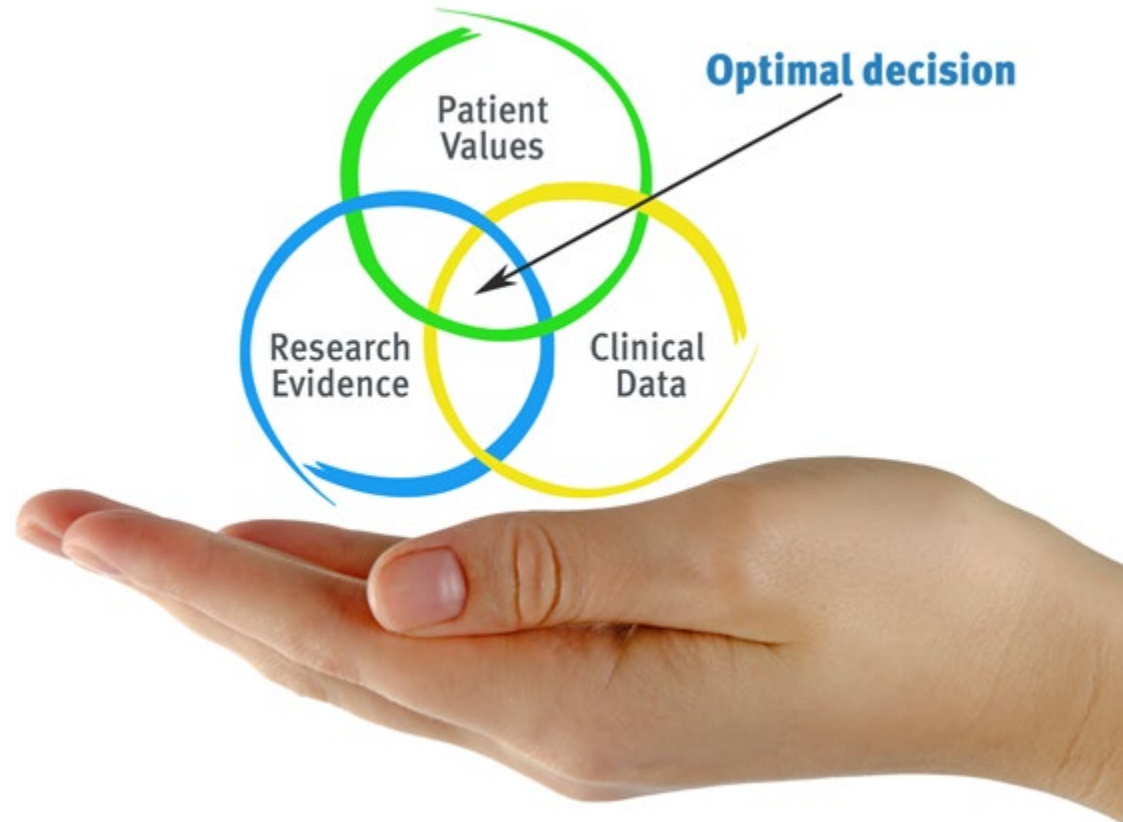 Optimal decision
Patient
Values
Research
Evidence
Clinical
Data